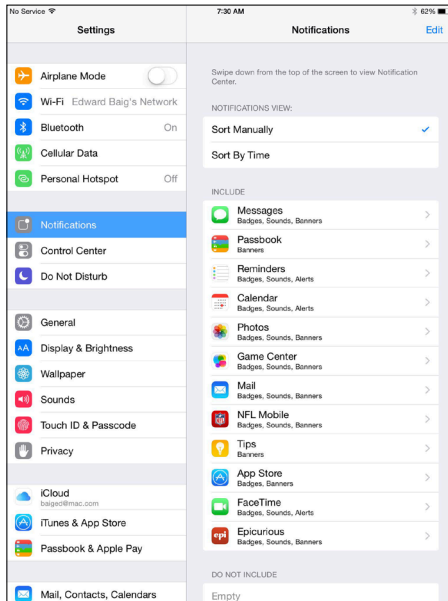 No Service 7:30 AM 62%
Settings
Airplane Mode
Wi-Fi Edward Baig's Network
Bluetooth On
Cellular Data
Personal Hotspot Off
Notifications
Control Center
Do Not Disturb
General
AA Display & Brightness
Wallpaper
Sounds
Touch ID & Passcode
Privacy
iCloud
baiged@mac.com
iTunes & App Store
Passbook & Apple Pay
Mail, Contacts, Calendars
Notifications Edit
Swipe down from the top of the screen to view Notification
Center.
NOTIFICATIONS VIEW:
Sort Manually
Sort By Time
INCLUDE
Messages
Badges, Sounds, Banners
Passbook
Banners
Reminders
Badges, Sounds, Alerts
Calendar
Badges, Sounds, Alerts
Photos
Badges, Sounds, Banners
Game Center
Badges, Sounds, Banners
Mail
Badges, Sounds, Banners
NFL Mobile
Badges, Sounds, Banners
Tips
Banners
App Store
Badges, Banners
FaceTime
Badges, Sounds, Alerts
epi Epicurious
Badges, Sounds, Banners
DO NOT INCLUDE
Empty